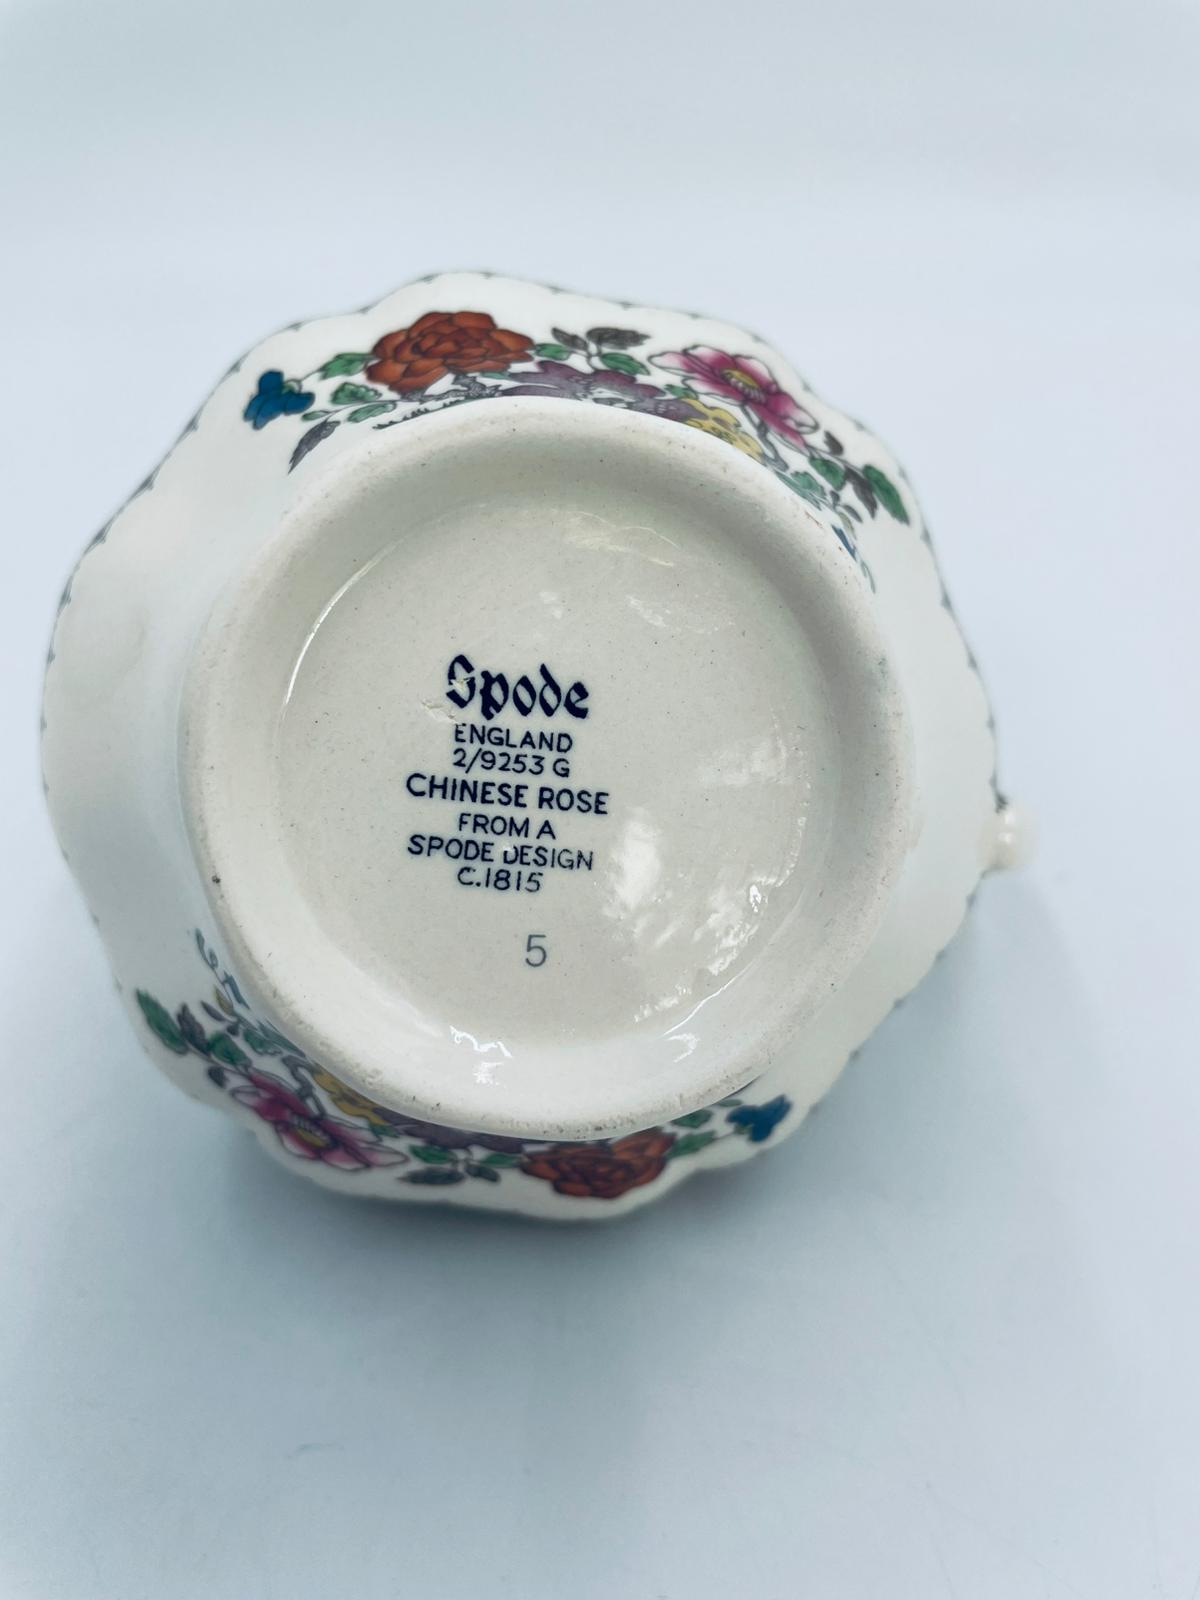 Spode
ENGLAND
2/9253 G
CHINESE ROSE
FROM A
SPODE DESIGN
C.1815
5